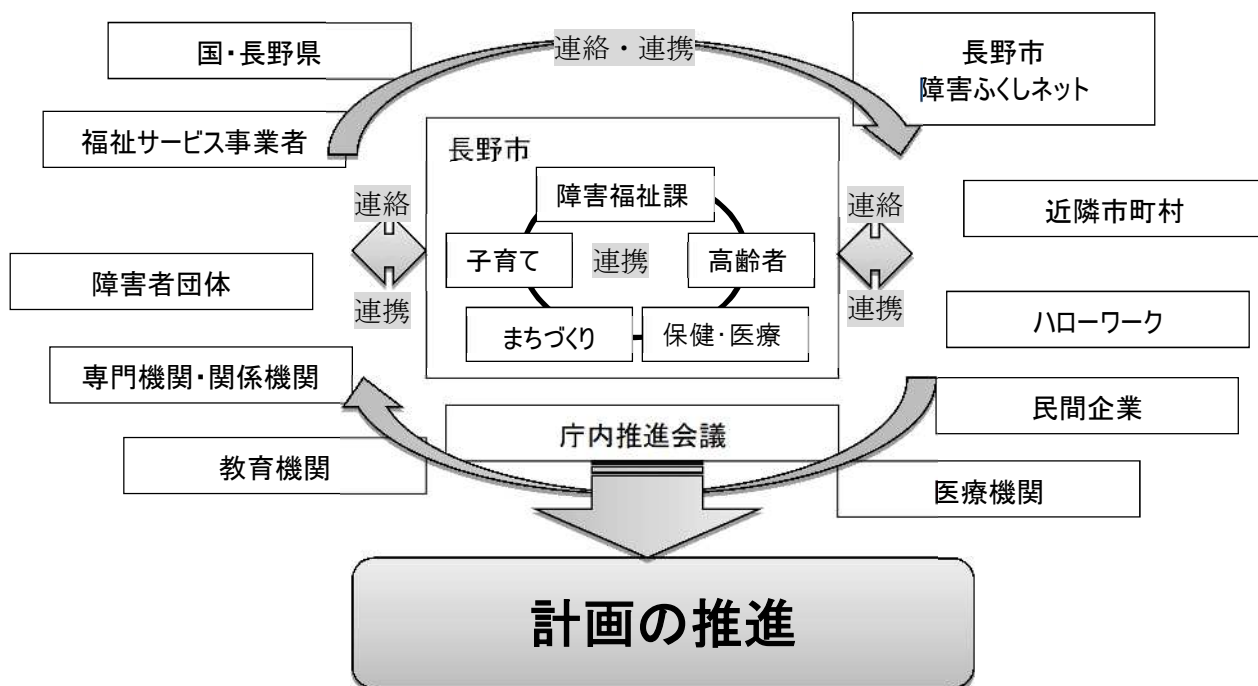 国・長野県
連絡・連携
長野市
障害ふくしネット
福祉サービス事業者
長野市
障害福祉課
連絡
連絡
近隣市町村
子育て
連携
高齢者
障害者団体
連携
連携
ハローワーク
まちづくり
保健・医療
専門機関・関係機関
民間企業
庁内推進会議
教育機関
医療機関
計画の推進